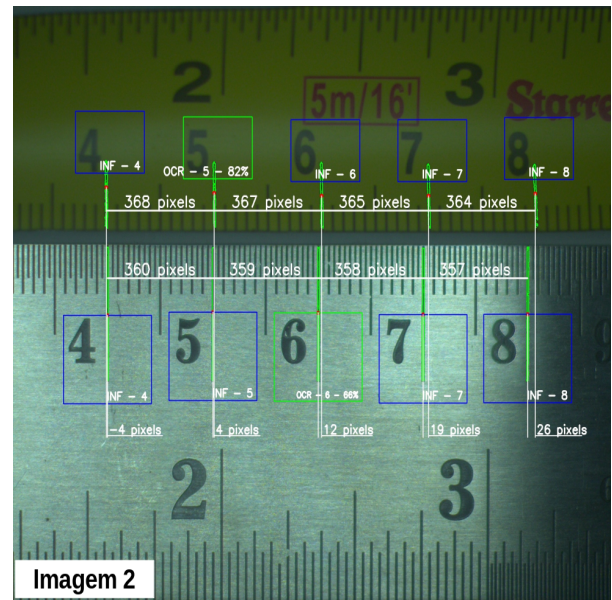 2
3
5m/16'
Starre
4
5
6
7
8
INF - 4
OCR - 5 - 82%
INF - 6
INF - 7
INF - 8
368 pixels
367 pixels
365 pixels
364 pixels
360 pixels
359 pixels
358 pixels
357 pixels
4
5
6
7
8
INF - 4
INF - 5
OCR - 6 - 66%
INF - 7
INF - 8
-4 pixels
4 pixels
12 pixels
19 pixels
26 pixels
2
3
Imagem 2